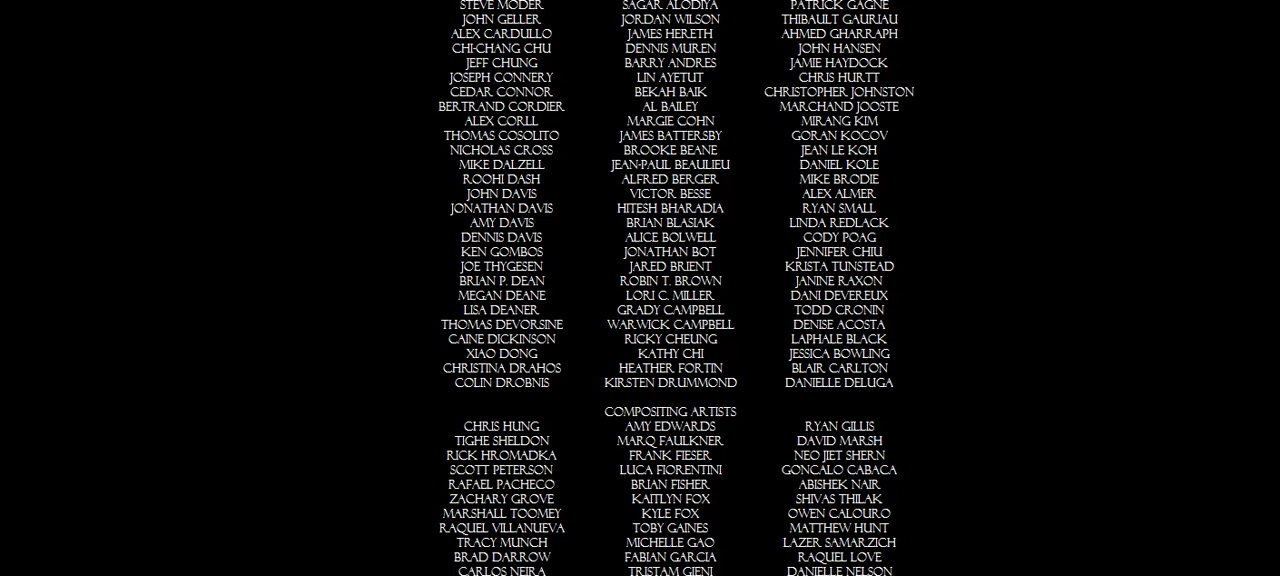 STEVE MODER SAGAR ALODIYA PATRICK GAGNE
JOHN GELLER JORDAN WILSON THIBAULT GAURIAU
ALEX CARDULLO JAMES HERETH AHMED GHARRAPH
CHI-CHANG CHU DENNIS MUREN JOHN HANSEN
JEFF CHUNG BARRY ANDRES JAMIE HAYDOCK
JOSEPH CONNERY LIN AYETUT CHRIS HURTT
CEDAR CONNOR BEKAH BAIK CHRISTOPHER JOHNSTON
BERTRAND CORDIER AL BAILEY MARCHAND JOOSTE
ALEX CORLL MARGIE COHN MIRANG KIM
THOMAS COSOLITO JAMES BATTERSBY GORAN KOCOV
NICHOLAS CROSS BROOKE BEANE JEAN LE KOH
MIKE DALZELL JEAN-PAUL BEAULIEU DANIEL KOLE
ROOHI DASH ALFRED BERGER MIKE BRODIE
JOHN DAVIS VICTOR BESSE ALEX ALMER
JONATHAN DAVIS HITESH BHARADIA RYAN SMALL
AMY DAVIS BRIAN BLASIAK LINDA REDLACK
DENNIS DAVIS ALICE BOLWELL CODY POAG
KEN GOMBOS JONATHAN BOT JENNIFER CHIU
JOE THYGESEN JARED BRIENT KRISTA TUNSTEAD
BRIAN P. DEAN ROBIN T. BROWN JANINE RAXON
MEGAN DEANE LORI C. MILLER DANI DEVEREUX
LISA DEANER GRADY CAMPBELL TODD CRONIN
THOMAS DEVORSINE WARWICK CAMPBELL DENISE ACOSTA
CAINE DICKINSON RICKY CHEUNG LAPHALE BLACK
XIAO DONG KATHY CHI JESSICA BOWLING
CHRISTINA DRAHOS HEATHER FORTIN BLAIR CARLTON
COLIN DROBNIS KIRSTEN DRUMMOND DANIELLE DELUGA
COMPOSITING ARTISTS
CHRIS HUNG AMY EDWARDS RYAN GILLIS
TIGHE SHELDON MARQ FAULKNER DAVID MARSH
RICK HROMADKA FRANK FIESER NEO JIET SHERN
SCOTT PETERSON LUCA FIORENTINI GONCALO CABACA
RAFAEL PACHECO BRIAN FISHER ABISHEK NAIR
ZACHARY GROVE KAITLYN FOX SHIVAS THILAK
MARSHALL TOOMEY KYLE FOX OWEN CALOURO
RAQUEL VILLANUEVA TOBY GAINES MATTHEW HUNT
TRACY MUNCH MICHELLE GAO LAZER SAMARZICH
BRAD DARROW FABIAN GARCIA RAQUEL LOVE
CARLOS NEIRA TRISTAM GIENI DANIELLE NELSON